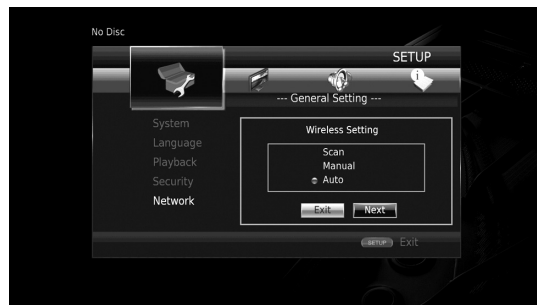 No Disc
SETUP
--- General Setting ---
System
Language
Playback
Security
Network
Wireless Setting
Scan
Manual
Auto
Exit Next
SETUP Exit